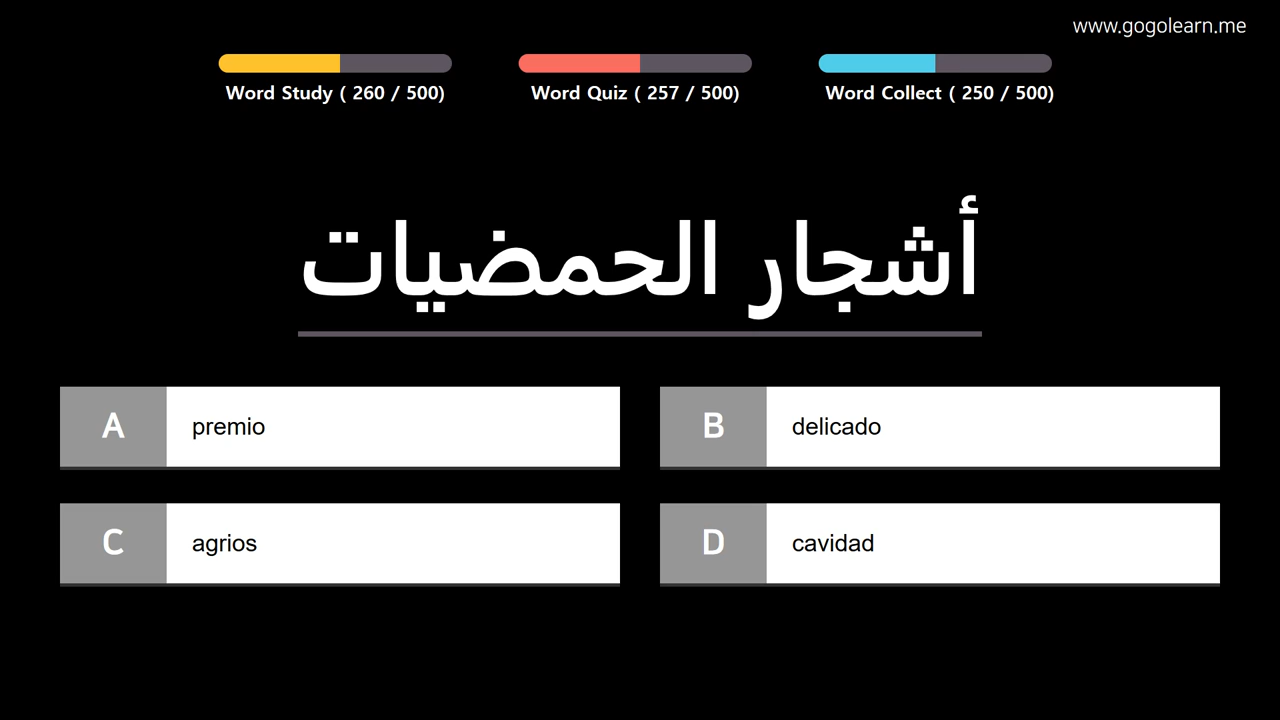 www.gogolearn.me
Word Study ( 260 / 500)
Word Quiz ( 257 / 500)
Word Collect ( 250 / 500)
أشجار الحمضيات
A premio
B delicado
C agrios
D cavidad